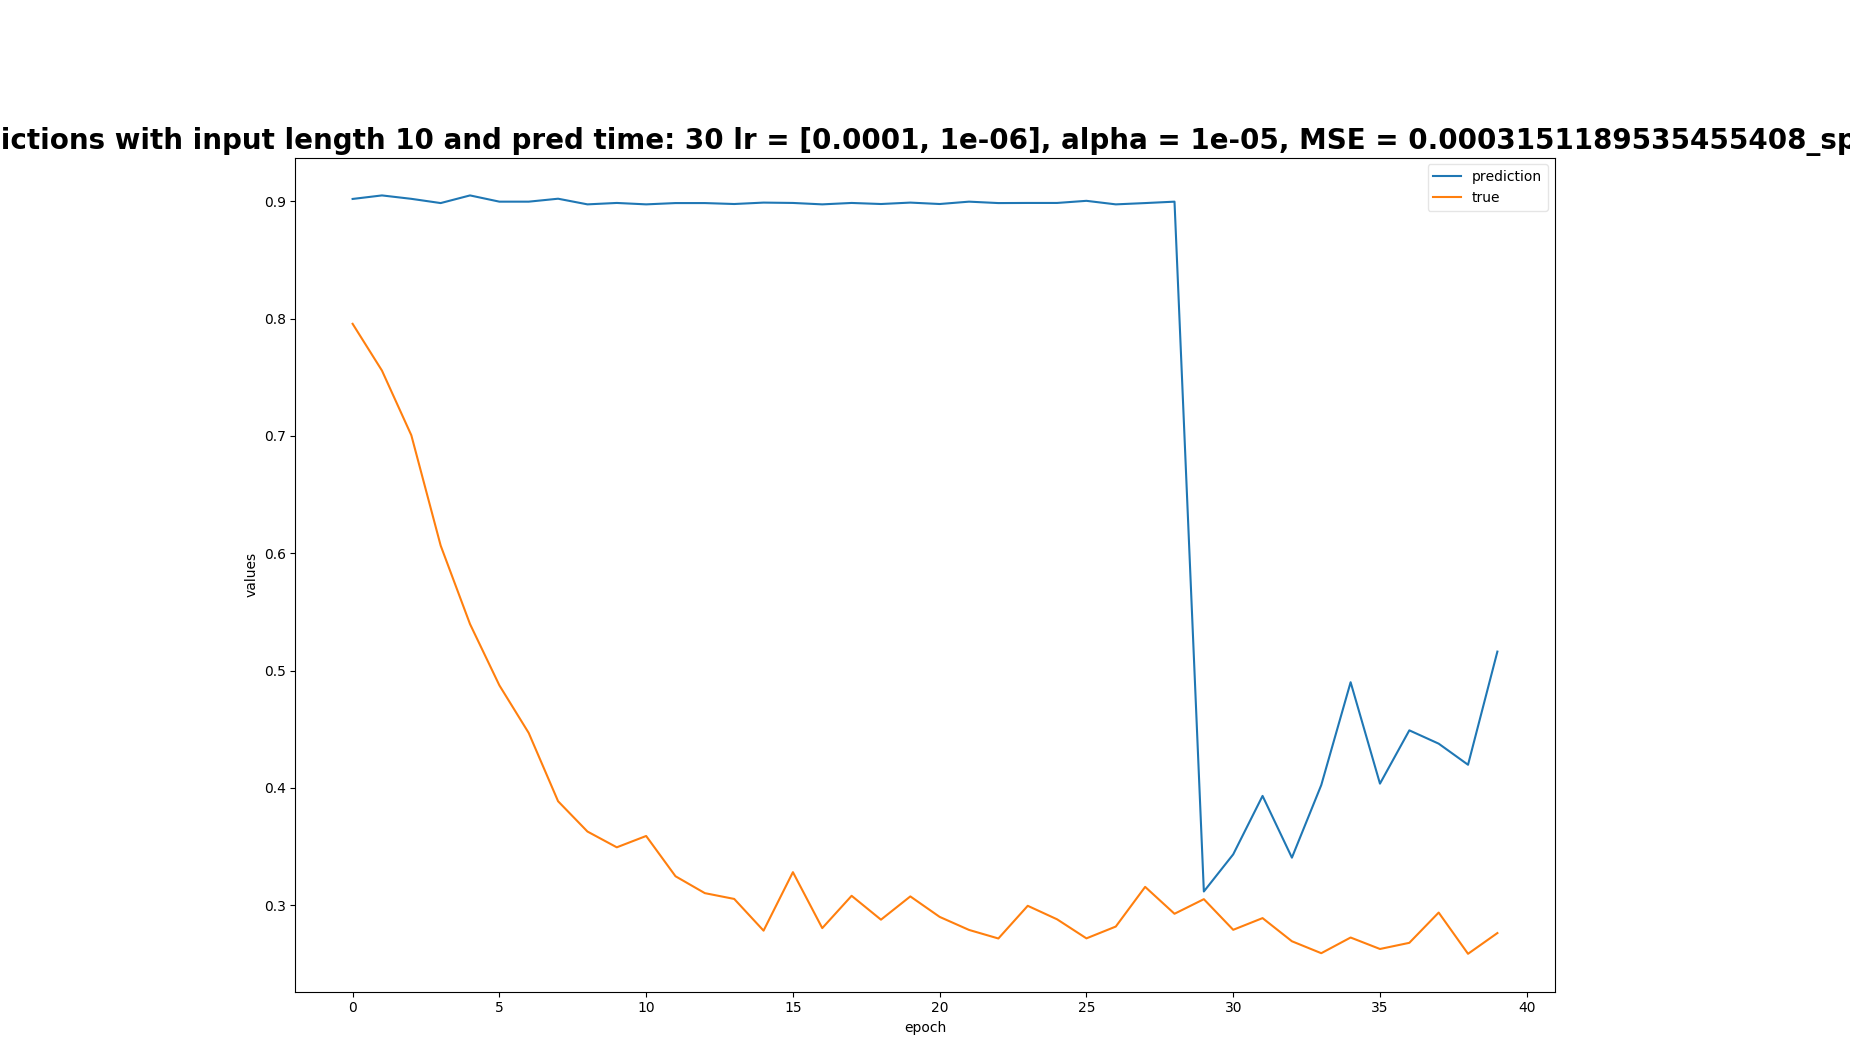 ictions with input length 10 and pred time: 30 lr = [0.0001, 1e-06], alpha = 1e-05, MSE = 0.0003151189535455408_sp
prediction
true
0.9
0.8
0.7
0.6
0.5
0.4
0.3
values
0 5 10 15 20 25 30 35 40
epoch